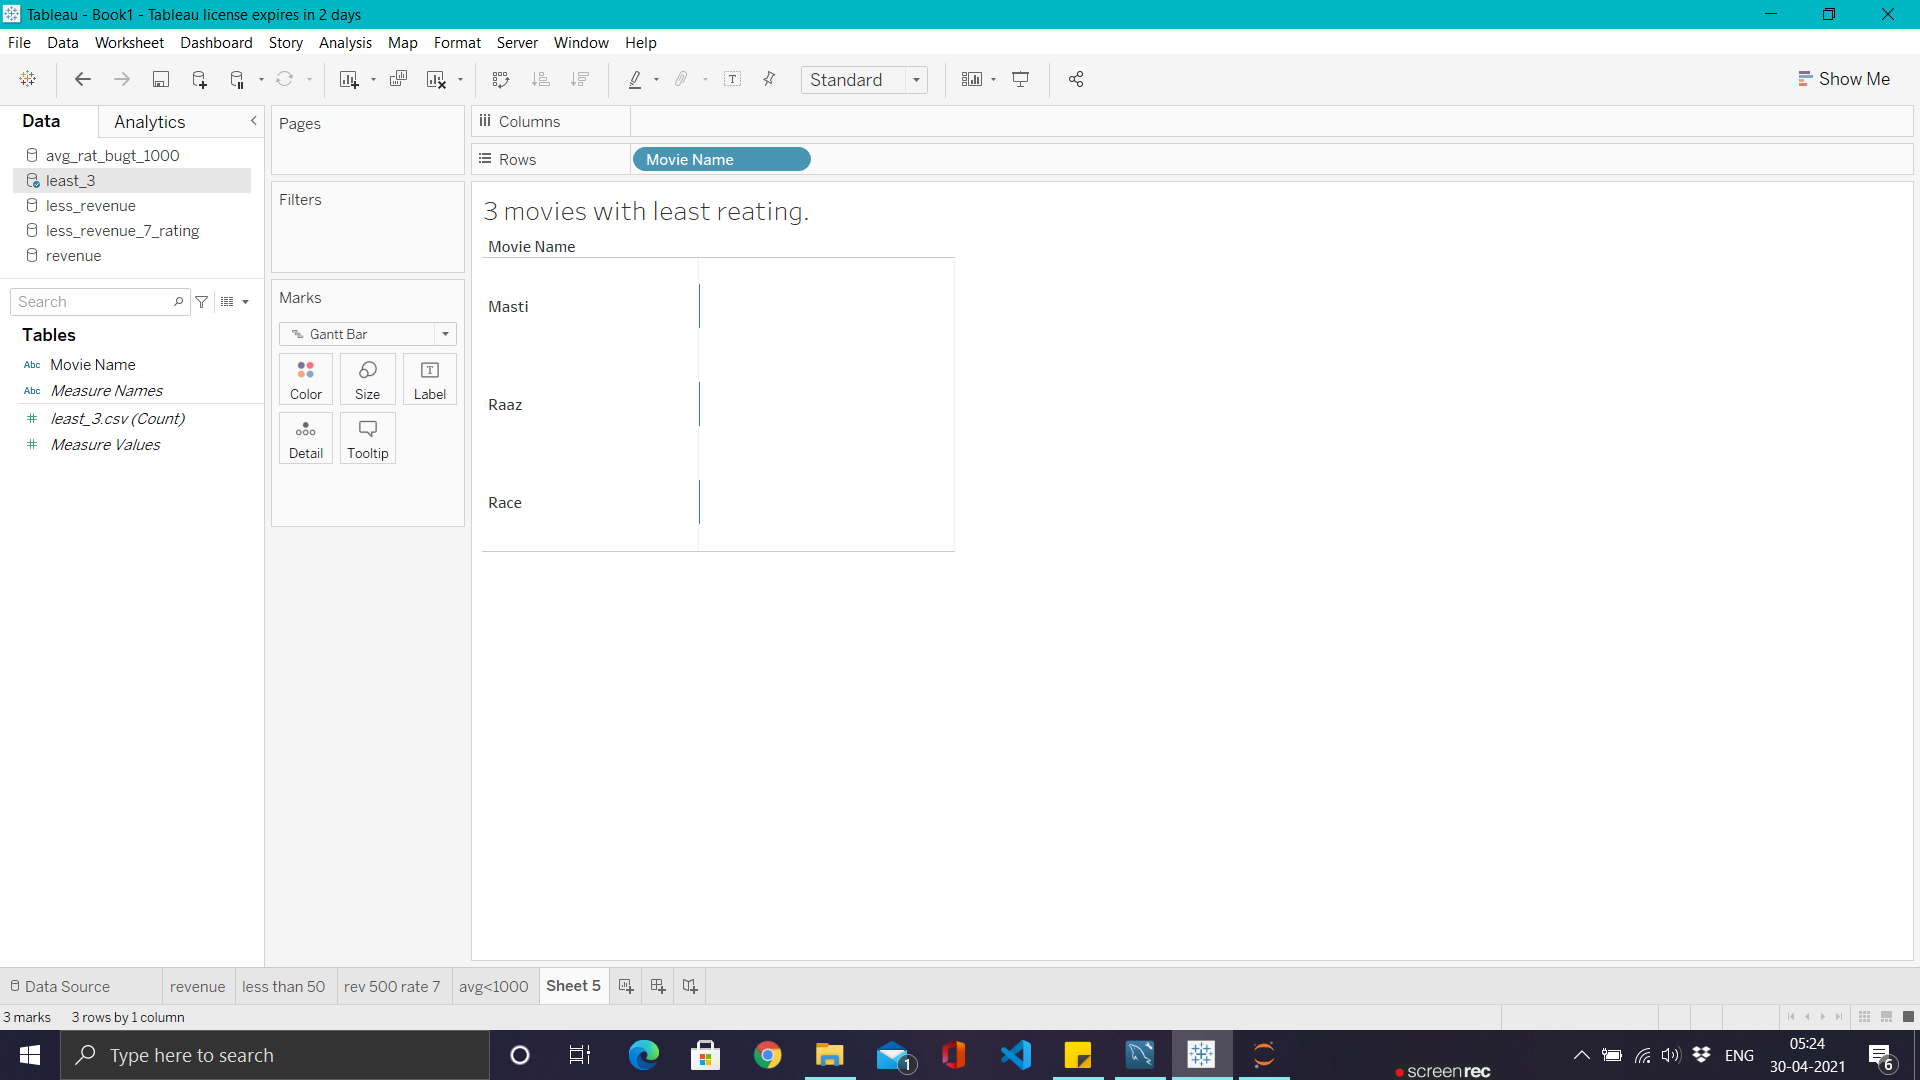 Tableau - Book1 - Tableau license expires in 2 days
File Data Worksheet Dashboard Story Analysis Map Format Server Window Help
Standard
Show Me
Data Analytics
avg_rat_bugt_1000
least_3
less_revenue
less_revenue_7_rating
revenue
Search
Tables
Abc Movie Name
Abc Measure Names
# least_3.csv (Count)
# Measure Values
Pages
Filters
Marks
Gantt Bar
Color Size T Label
Detail Tooltip
Columns
Rows Movie Name
3 movies with least reating.
Movie Name
Masti
Raaz
Race
Data Source revenue less than 50 rev 500 rate 7 avg<1000 Sheet 5
3 marks 3 rows by 1 column
Type here to search
1
ENG
05:24
30-04-2021
6
screenrec